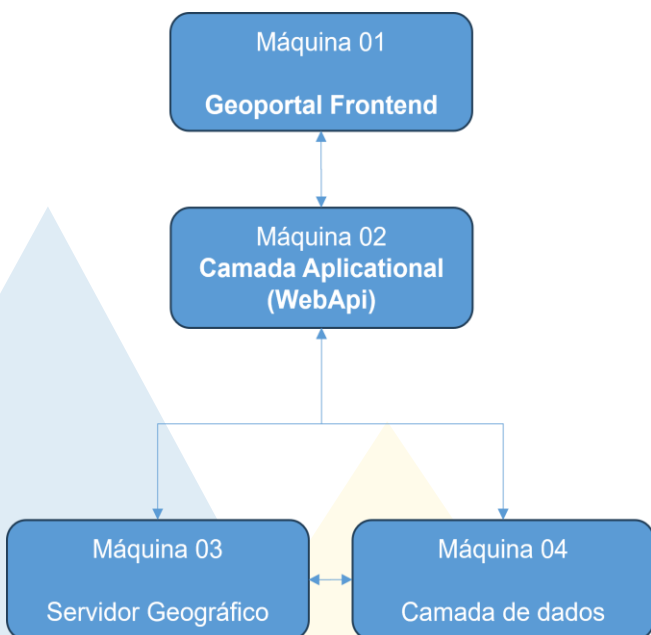 Máquina 01
Geoportal Frontend
Máquina 02
Camada Aplicational
(WebApi)
Máquina 03
Servidor Geográfico
Máquina 04
Camada de dados